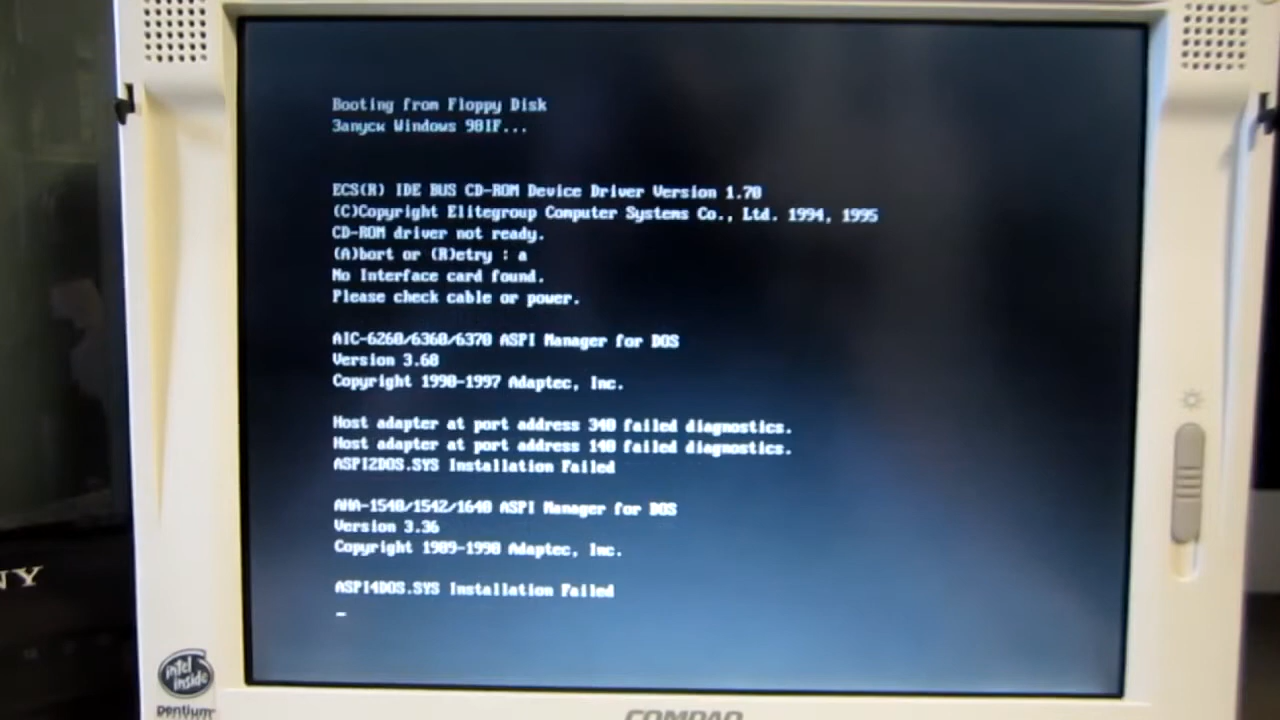 Booting from Floppy Disk
Запуск Windows 98IF...
ECS(R) IDE BUS CD-ROM Device Driver Version 1.70
(C)Copyright Elitegroup Computer Systems Co., Ltd. 1994, 1995
CD-ROM driver not ready.
(A)bort or (R)etry : a
No Interface card found.
Please check cable or power.
AIC-6260/6360/6370 ASPI Manager for DOS
Version 3.60
Copyright 1990-1997 Adaptec, Inc.
Host adapter at port address 340 failed diagnostics.
Host adapter at port address 140 failed diagnostics.
ASPI2DOS.SYS Installation Failed
AHA-1540/1542/1640 ASPI Manager for DOS
Version 3.36
Copyright 1989-1998 Adaptec, Inc.
ASPI4DOS.SYS Installation Failed
NY
intel
inside
pentium
COMPAQ